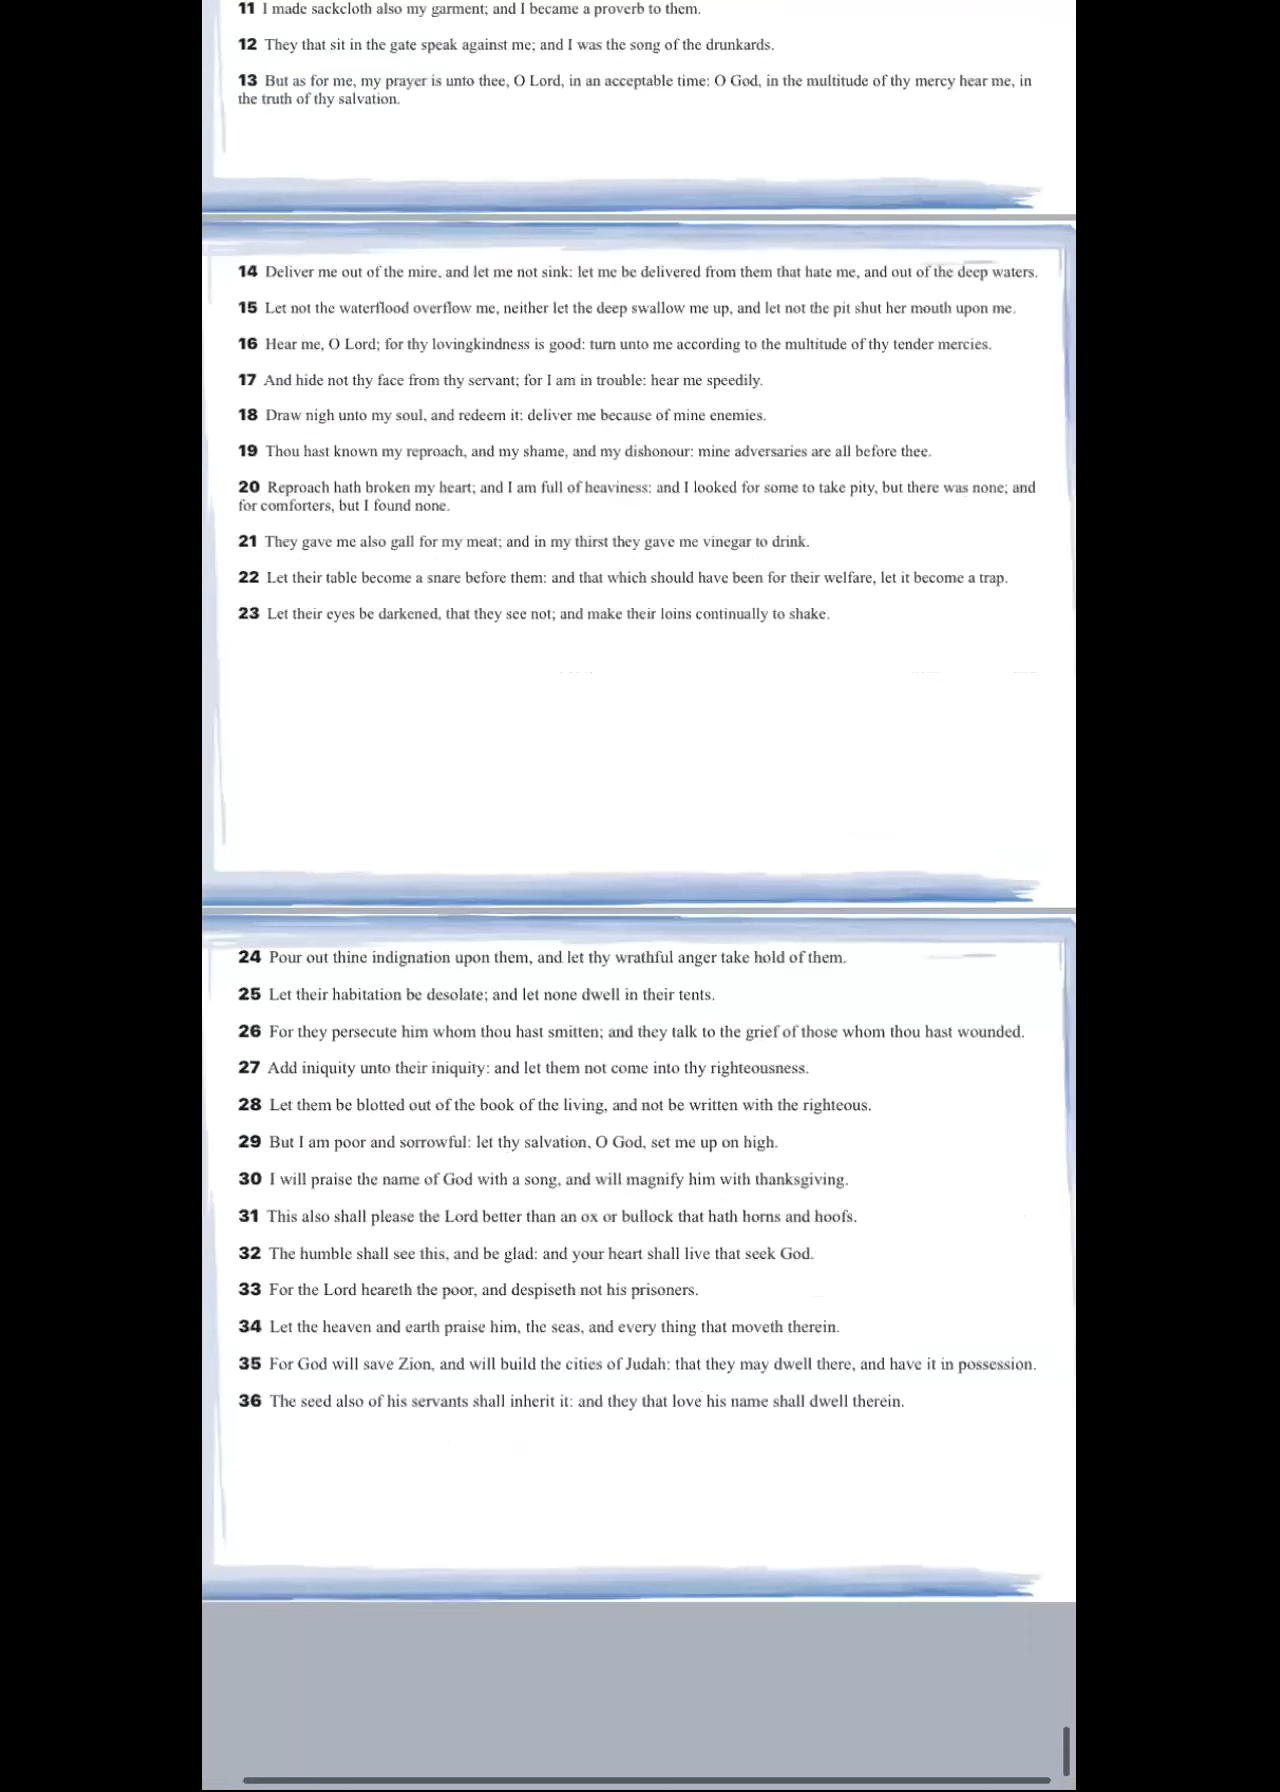 11 I made sackcloth also my garment; and I became a proverb to them.
12 They that sit in the gate speak against me; and I was the song of the drunkards.
13 But as for me, my prayer is unto thee, O Lord, in an acceptable time: O God, in the multitude of thy mercy hear me, in
the truth of thy salvation.
14 Deliver me out of the mire, and let me not sink: let me be delivered from them that hate me, and out of the deep waters.
15 Let not the waterflood overflow me, neither let the deep swallow me up, and let not the pit shut her mouth upon me.
16 Hear me, O Lord; for thy lovingkindness is good: turn unto me according to the multitude of thy tender mercies.
17 And hide not thy face from thy servant; for I am in trouble: hear me speedily.
18 Draw nigh unto my soul, and redeem it: deliver me because of mine enemies.
19 Thou hast known my reproach, and my shame, and my dishonour: mine adversaries are all before thee.
20 Reproach hath broken my heart; and I am full of heaviness: and I looked for some to take pity, but there was none; and
for comforters, but I found none.
21 They gave me also gall for my meat; and in my thirst they gave me vinegar to drink.
22 Let their table become a snare before them: and that which should have been for their welfare, let it become a trap.
23 Let their eyes be darkened, that they see not; and make their loins continually to shake.
24 Pour out thine indignation upon them, and let thy wrathful anger take hold of them.
25 Let their habitation be desolate; and let none dwell in their tents.
26 For they persecute him whom thou hast smitten; and they talk to the grief of those whom thou hast wounded.
27 Add iniquity unto their iniquity: and let them not come into thy righteousness.
28 Let them be blotted out of the book of the living, and not be written with the righteous.
29 But I am poor and sorrowful: let thy salvation, O God, set me up on high.
30 I will praise the name of God with a song, and will magnify him with thanksgiving.
31 This also shall please the Lord better than an ox or bullock that hath horns and hoofs.
32 The humble shall see this, and be glad: and your heart shall live that seek God.
33 For the Lord heareth the poor, and despiseth not his prisoners.
34 Let the heaven and earth praise him, the seas, and every thing that moveth therein.
35 For God will save Zion, and will build the cities of Judah: that they may dwell there, and have it in possession.
36 The seed also of his servants shall inherit it: and they that love his name shall dwell therein.